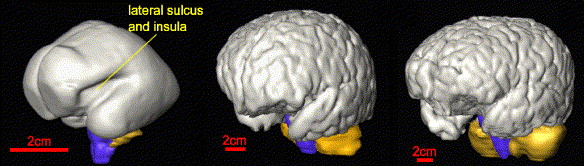 lateral sulcus
and insula
2cm
2cm
2cm